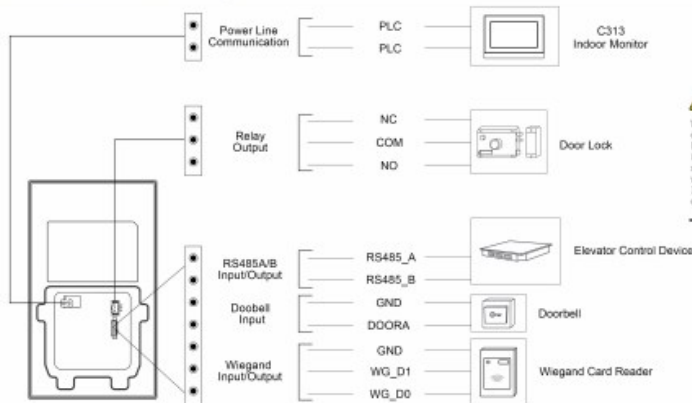 Power Line
Communication
PLC
PLC
C313
Indoor Monitor
Relay
Output
NC
COM
NO
Door Lock
RS485A/B
Input/Output
RS485_A
RS485_B
Elevator Control Device
Doobell
Input
GND
DOORA
Doorbell
Wiegand
Input/Output
GND
WG_D1
WG_D0
Wiegand Card Reader